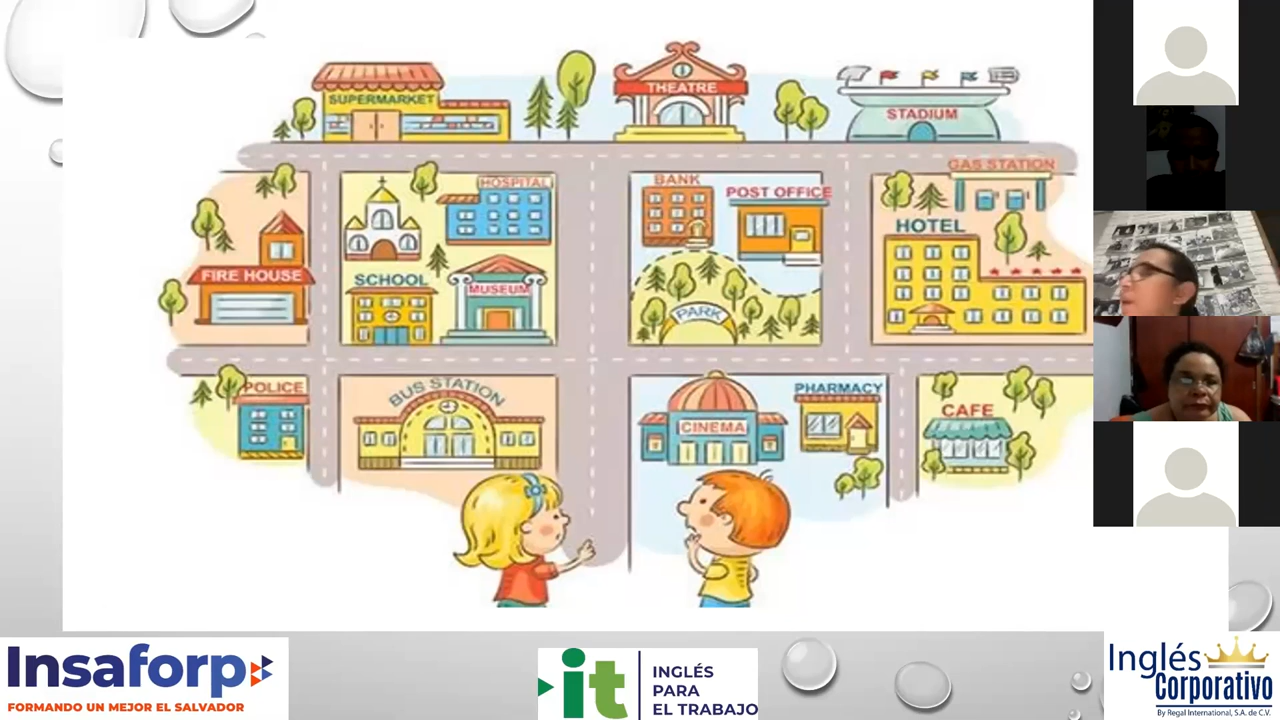 SUPERMARKET
THEATRE
STADIUM
GAS STATION
HOSPITAL
BANK
POST OFFICE
HOTEL
FIRE HOUSE
SCHOOL
MUSEUM
PARK
POLICE
BUS STATION
CINEMA
PHARMACY
CAFE
Insaforp
FORMANDO UN MEJOR EL SALVADOR
it
INGLÉS
PARA
EL TRABAJO
Inglés
Corporativo
By Regal International, S.A. de C.V.